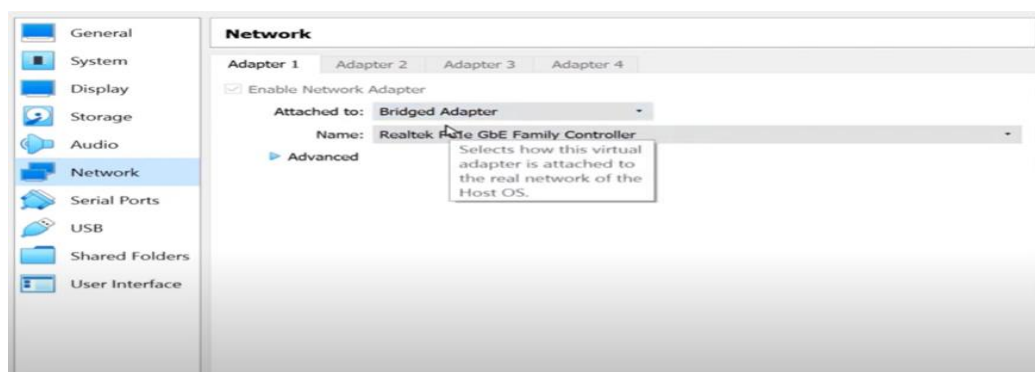 General
System
Display
Storage
Audio
Network
Serial Ports
USB
Shared Folders
User Interface
Network
Adapter 1 Adapter 2 Adapter 3 Adapter 4
Enable Network Adapter
Attached to: Bridged Adapter
Name: Realtek PCIe GbE Family Controller
Advanced
Selects how this virtual
adapter is attached to
the real network of the
Host OS.